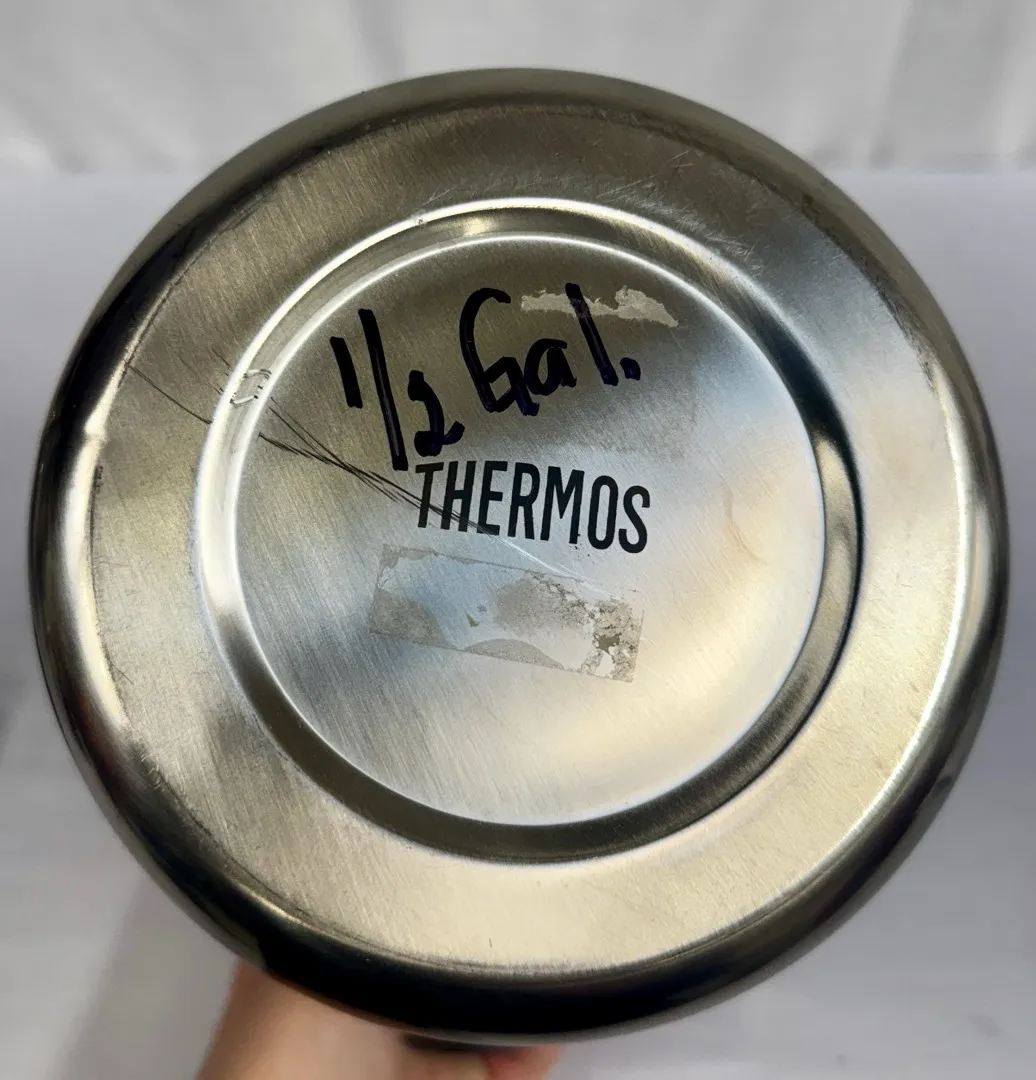 1/2 Gal.
THERMOS